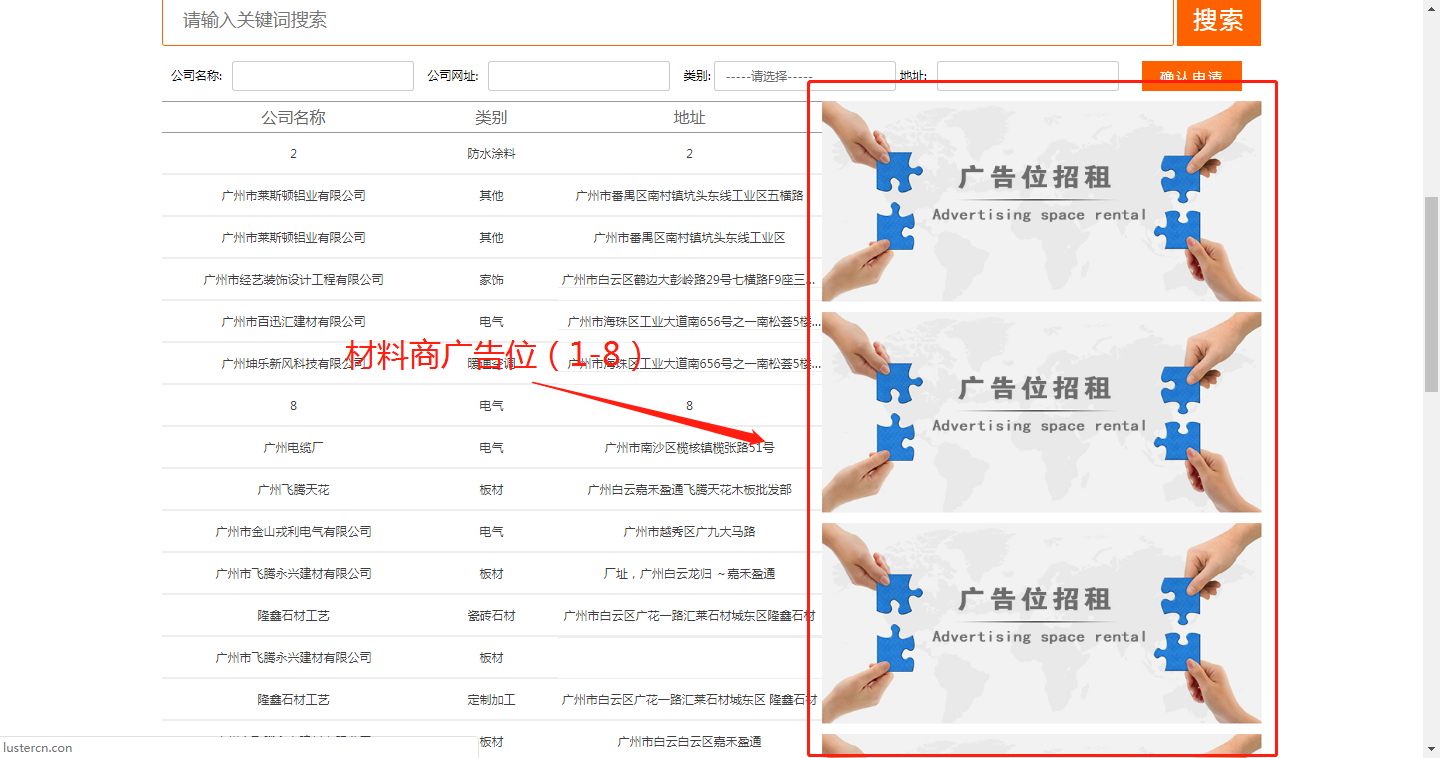 请输入关键词搜索 搜索
公司名称: 公司网址: 类别: -----请选择----- 地址: 确认申请
公司名称 类别 地址
2 防水涂料 2
广州市莱斯顿铝业有限公司 其他 广州市番禺区南村镇坑头东线工业区五横路
广州市莱斯顿铝业有限公司 其他 广州市番禺区南村镇坑头东线工业区
广州市经艺装饰设计工程有限公司 家饰 广州市白云区鹤边大彭岭路29号七横路F9座三...
广州市百迅汇建材有限公司 电气 广州市海珠区工业大道南656号之一南松荟5楼...
广州坤乐新风科技有限公司 暖通空调 广州市海珠区工业大道南656号之一南松荟5楼...
材料商广告位（1-8）
8 电气 8
广州电缆厂 电气 广州市南沙区榄核镇榄张路51号
广州飞腾天花 板材 广州白云嘉禾盈通飞腾天花木板批发部
广州市金山戎利电气有限公司 电气 广州市越秀区广九大马路
广州市飞腾永兴建材有限公司 板材 厂址，广州白云龙归 ～嘉禾盈通
隆鑫石材工艺 瓷砖石材 广州市白云区广花一路汇莱石材城东区隆鑫石材
广州市飞腾永兴建材有限公司 板材
隆鑫石材工艺 定制加工 广州市白云区广花一路汇莱石材城东区 隆鑫石材
板材 广州市白云白云区嘉禾盈通
广告位招租
Advertising space rental
广告位招租
Advertising space rental
广告位招租
Advertising space rental
lustercn.con